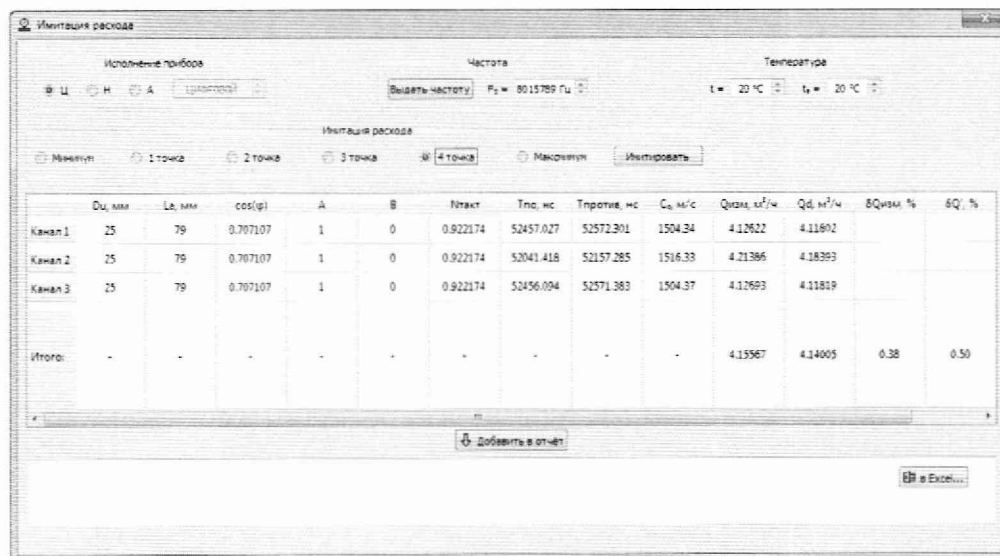 Имитация расхода
Исполнение прибора Частота Температура
Ц Н А Цифровой Выдать частоту F₀ = 8015789 Гц t = 20 °C tₚ = 20 °C
Имитация расхода
Минимум 1 точка 2 точка 3 точка 4 точка Максимум Имитировать
Du, мм La, мм cos(φ) A B Nтакт Tпо, нс Tпротив, нс C₀, м/с Qизм, м³/ч Qd, м³/ч δQизм, % δQ', %
Канал 1 25 79 0.707107 1 0 0.922174 52457.027 52572.301 1504.34 4.12622 4.11802
Канал 2 25 79 0.707107 1 0 0.922174 52041.418 52157.285 1516.33 4.21386 4.18393
Канал 3 25 79 0.707107 1 0 0.922174 52456.094 52571.383 1504.37 4.12693 4.11819
Итого: - - - - - - - - - 4.15567 4.14005 0.38 0.50
Добавить в отчёт
в Excel...